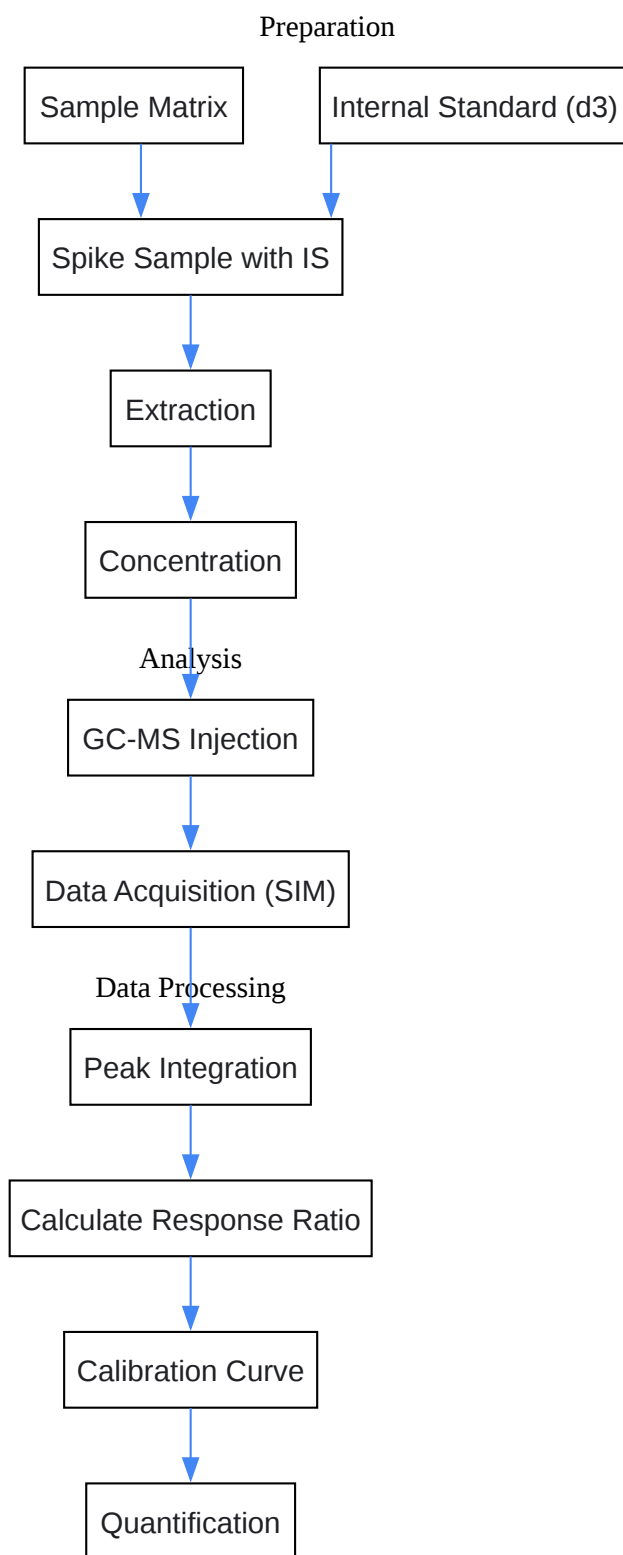 Preparation
Sample Matrix
Internal Standard (d3)
Spike Sample with IS
Extraction
Concentration
Analysis
GC-MS Injection
Data Acquisition (SIM)
Data Processing
Peak Integration
Calculate Response Ratio
Calibration Curve
Quantification